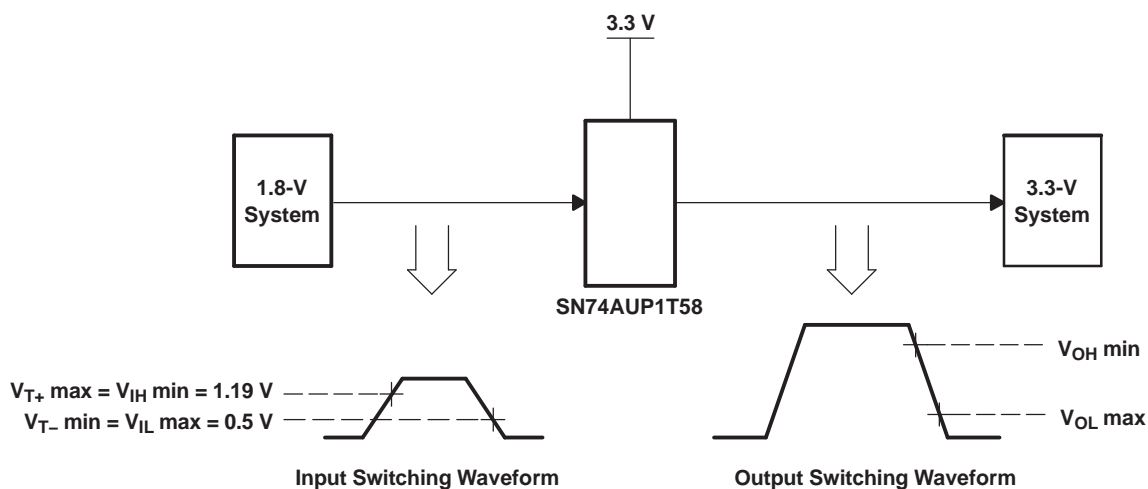 3.3 V
1.8-V
System
3.3-V
System
SN74AUP1T58
VT+ max = VIH min = 1.19 V
VT– min = VIL max = 0.5 V
VOH min
VOL max
Input Switching Waveform
Output Switching Waveform